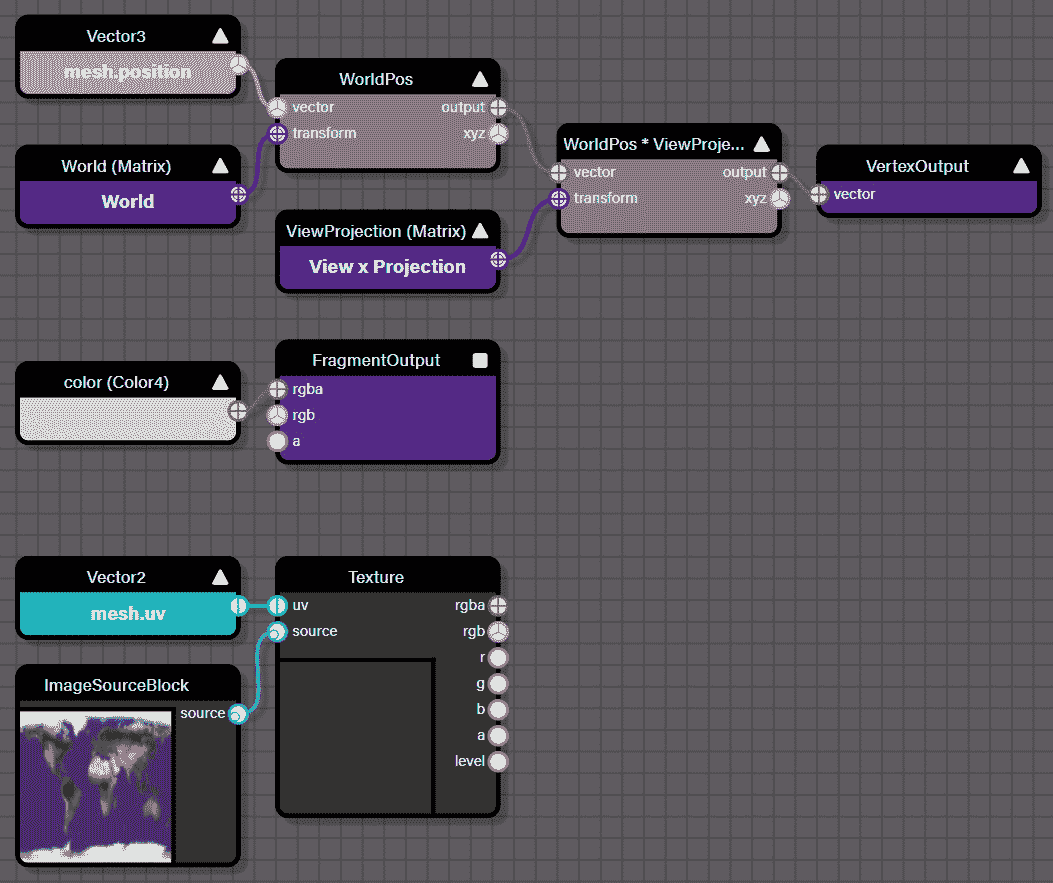 Vector3
mesh.position
World (Matrix)
World
WorldPos
vector
output
transform
xyz
ViewProjection (Matrix)
View x Projection
WorldPos * ViewProje...
vector
output
transform
xyz
VertexOutput
vector
color (Color4)
FragmentOutput
rgba
rgb
a
Vector2
mesh.uv
ImageSourceBlock
source
Texture
uv
rgba
source
rgb
r
g
b
a
level